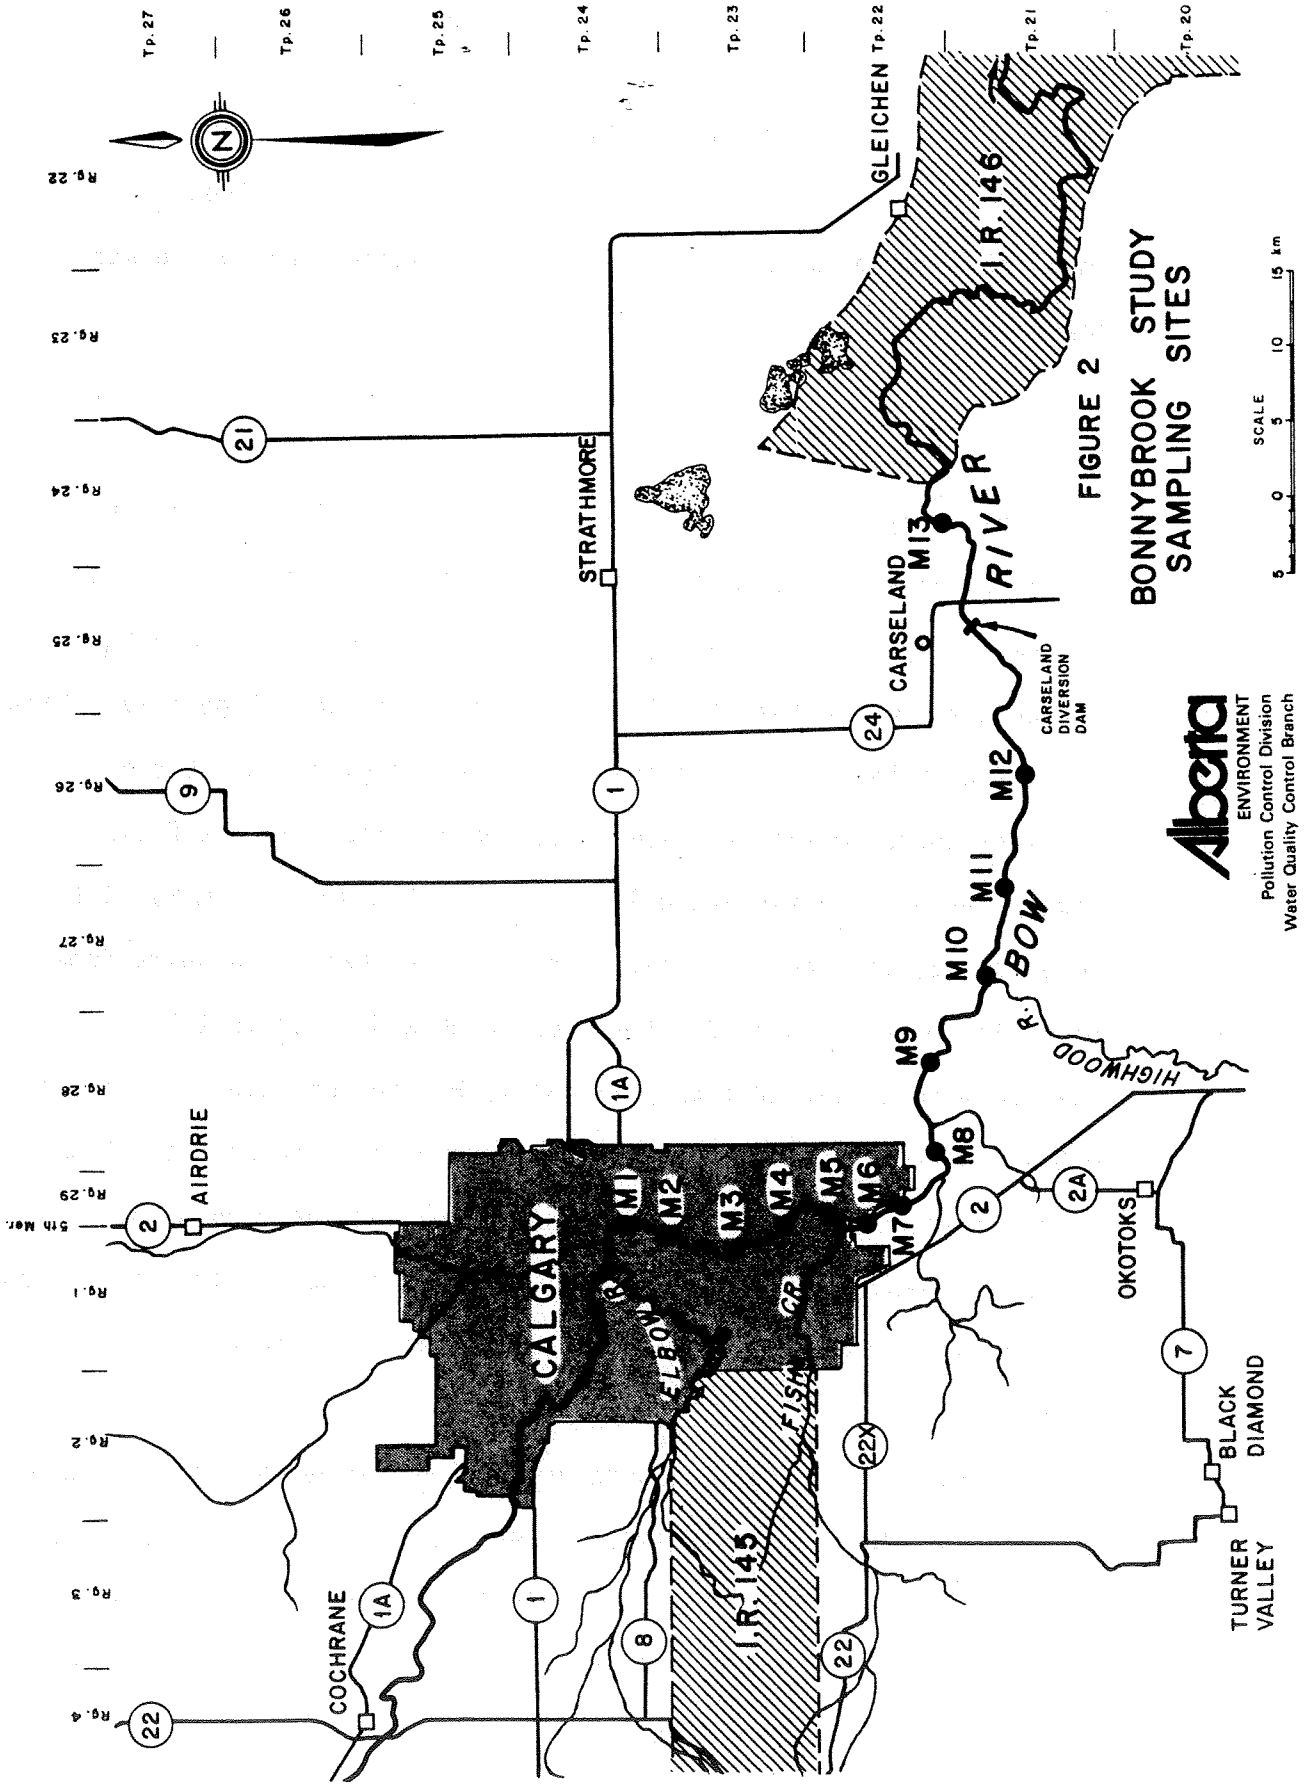 Rg. 4
Rg. 3
Rg. 2
Rg. 1
5th Mer.
Rg. 29
Rg. 28
Rg. 27
Rg. 26
Rg. 25
Rg. 24
Rg. 23
Rg. 22
Tp. 27
Tp. 26
Tp. 25
Tp. 24
Tp. 23
Tp. 22
Tp. 21
Tp. 20
N
22
2
9
21
AIRDRIE
COCHRANE
1A
CALGARY
1
1A
1
STRATHMORE
GLEICHEN
8
ELBOW
R.
M1
M2
M3
M4
M5
M6
M7
M8
M9
M10
M11
M12
M13
I.R. 145
FISH
CR.
22
22X
2
2A
24
CARSELAND
CARSELAND
DIVERSION
DAM
I.R. 146
BOW
RIVER
HIGHWOOD
R.
OKOTOKS
7
BLACK
DIAMOND
TURNER
VALLEY
FIGURE 2
BONNYBROOK STUDY
SAMPLING SITES
Alberta
ENVIRONMENT
Pollution Control Division
Water Quality Control Branch
SCALE
5 0 5 10 15 km